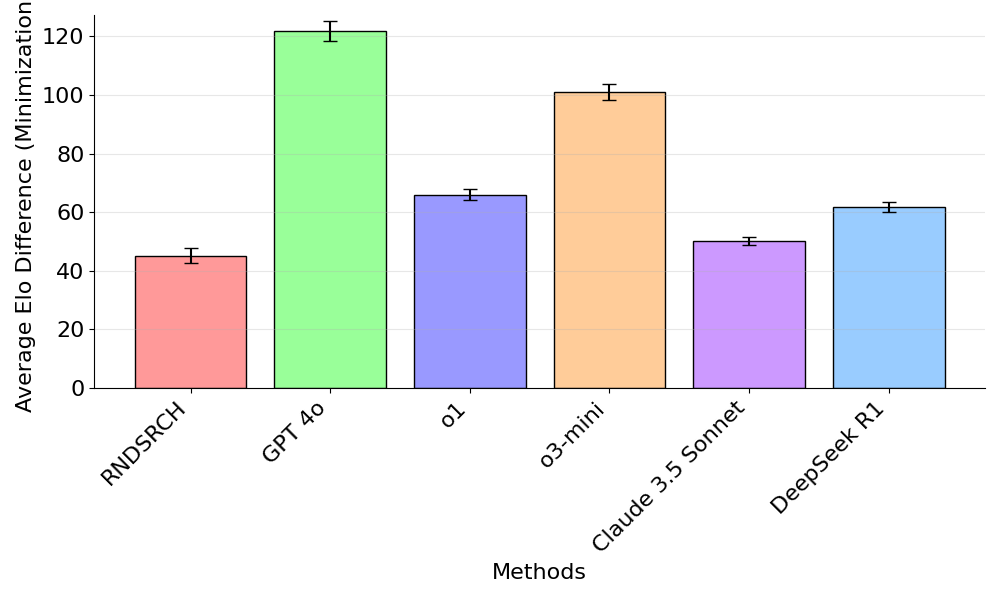 Average Elo Difference (Minimization
120
100
80
60
40
20
0
RNDSRCH
GPT 4o
o1
o3-mini
Claude 3.5 Sonnet
DeepSeek R1
Methods